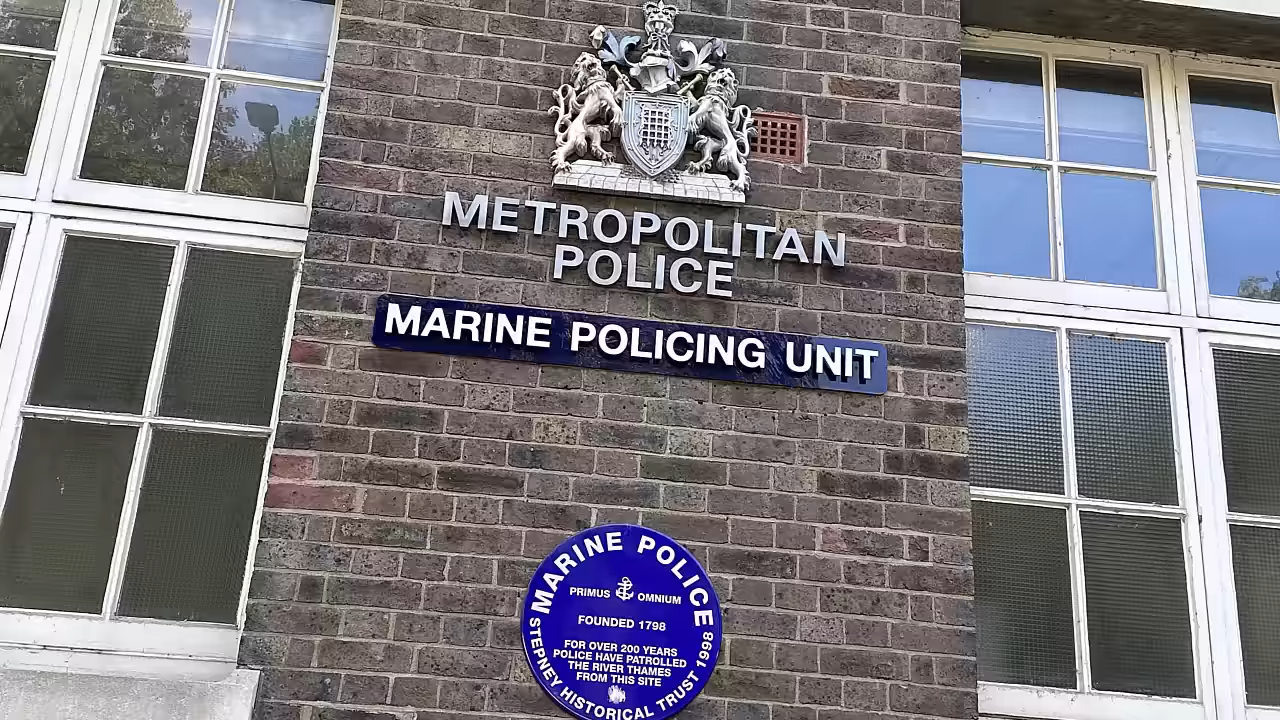 METROPOLITAN
POLICE
MARINE POLICING UNIT
MARINE POLICE
PRIMUS OMNIUM
FOUNDED 1798
FOR OVER 200 YEARS
POLICE HAVE PATROLLED
THE RIVER THAMES
FROM THIS SITE
STEPNEY HISTORICAL TRUST 1998